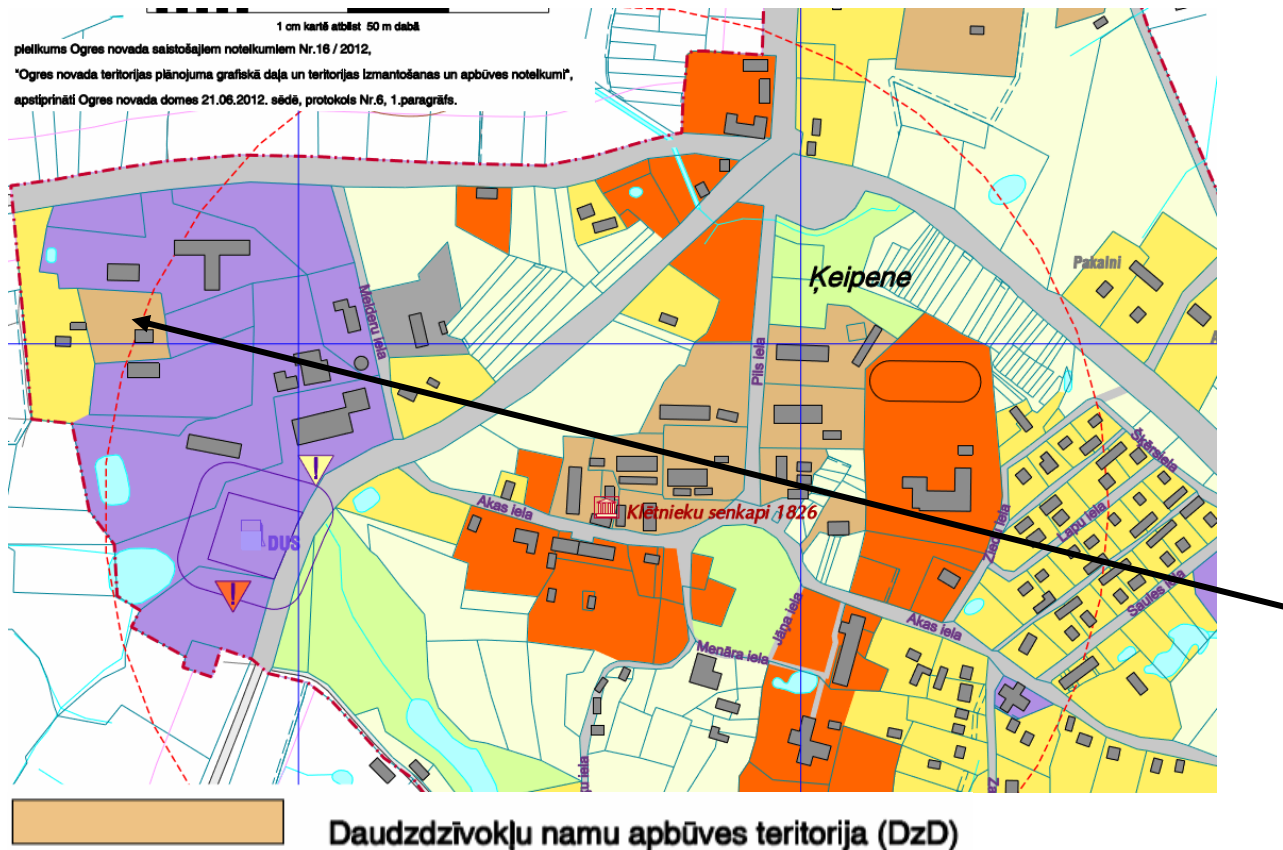 1 cm kartē atbilst 50 m dabā
pielikums Ogres novada saistošajiem noteikumiem Nr.16 / 2012,
"Ogres novada teritorijas plānojuma grafiskā daļa un teritorijas izmantošanas un apbūves noteikumi",
apstiprināti Ogres novada domes 21.06.2012. sēdē, protokols Nr.6, 1.paragrāfs.
Ķeipene
Pakalni
A
Meideru iela
Pils iela
Šķērsiela
Lapu iela
Ziedu iela
Saules iela
Akas iela
Klētnieku senkapi 1826
! DUS
!
Jāņa iela
Akas iela
Menāra iela
u iela
Za
Daudzdzīvokļu namu apbūves teritorija (DzD)